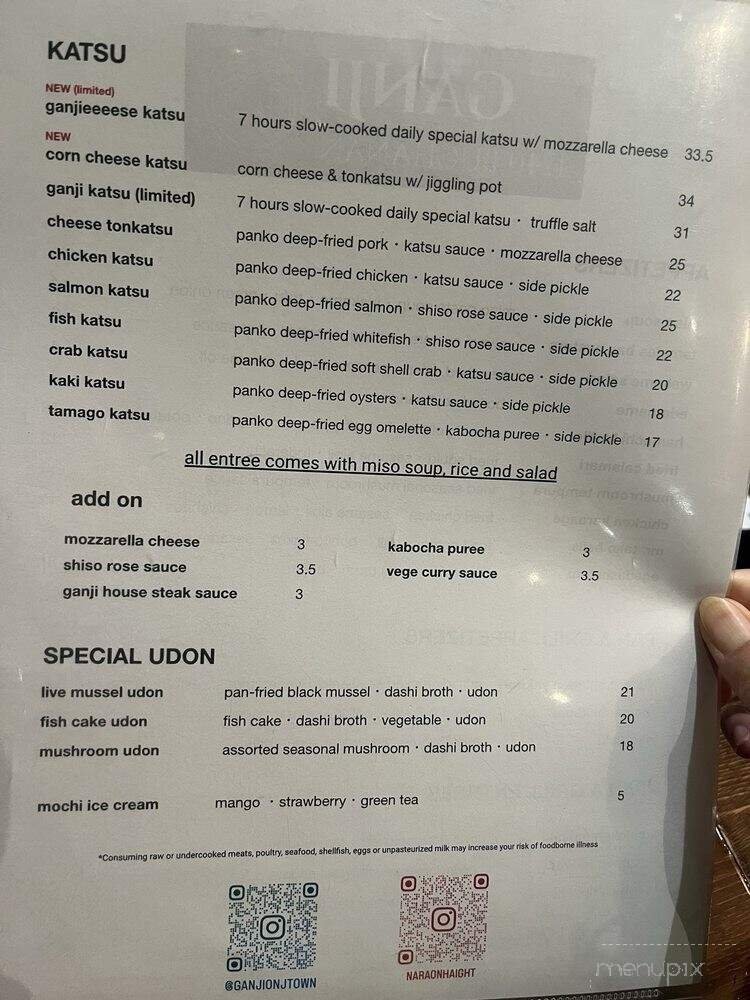 KATSU
NEW (limited)
ganjieeeese katsu 7 hours slow-cooked daily special katsu w/ mozzarella cheese 33.5
NEW
corn cheese katsu corn cheese & tonkatsu w/ jiggling pot 34
ganji katsu (limited) 7 hours slow-cooked daily special katsu · truffle salt 31
cheese tonkatsu panko deep-fried pork · katsu sauce · mozzarella cheese 25
chicken katsu panko deep-fried chicken · katsu sauce · side pickle 22
salmon katsu panko deep-fried salmon · shiso rose sauce · side pickle 25
fish katsu panko deep-fried whitefish · shiso rose sauce · side pickle 22
crab katsu panko deep-fried soft shell crab · katsu sauce · side pickle 20
kaki katsu panko deep-fried oysters · katsu sauce · side pickle 18
tamago katsu panko deep-fried egg omelette · kabocha puree · side pickle 17
all entree comes with miso soup, rice and salad
add on
mozzarella cheese 3 kabocha puree 3
shiso rose sauce 3.5 vege curry sauce 3.5
ganji house steak sauce 3
SPECIAL UDON
live mussel udon pan-fried black mussel · dashi broth · udon 21
fish cake udon fish cake · dashi broth · vegetable · udon 20
mushroom udon assorted seasonal mushroom · dashi broth · udon 18
mochi ice cream mango · strawberry · green tea 5
*Consuming raw or undercooked meats, poultry, seafood, shellfish, eggs or unpasteurized milk may increase your risk of foodborne illness
@GANJIONJTOWN NARAONHAIGHT
menupix